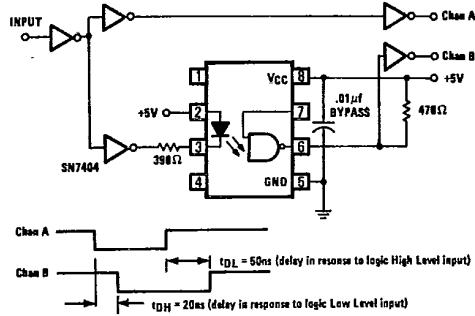 INPUT
Chan A
Chan B
1
VCC
8
+5V
+5V
2
7
.01µf
BYPASS
470Ω
SN7404
390Ω
3
6
4
GND
5
Chan A
tDL = 50ns (delay in resonse to logic High Level input)
Chan B
tDH = 20ns (delay in response to logic Low Level input)